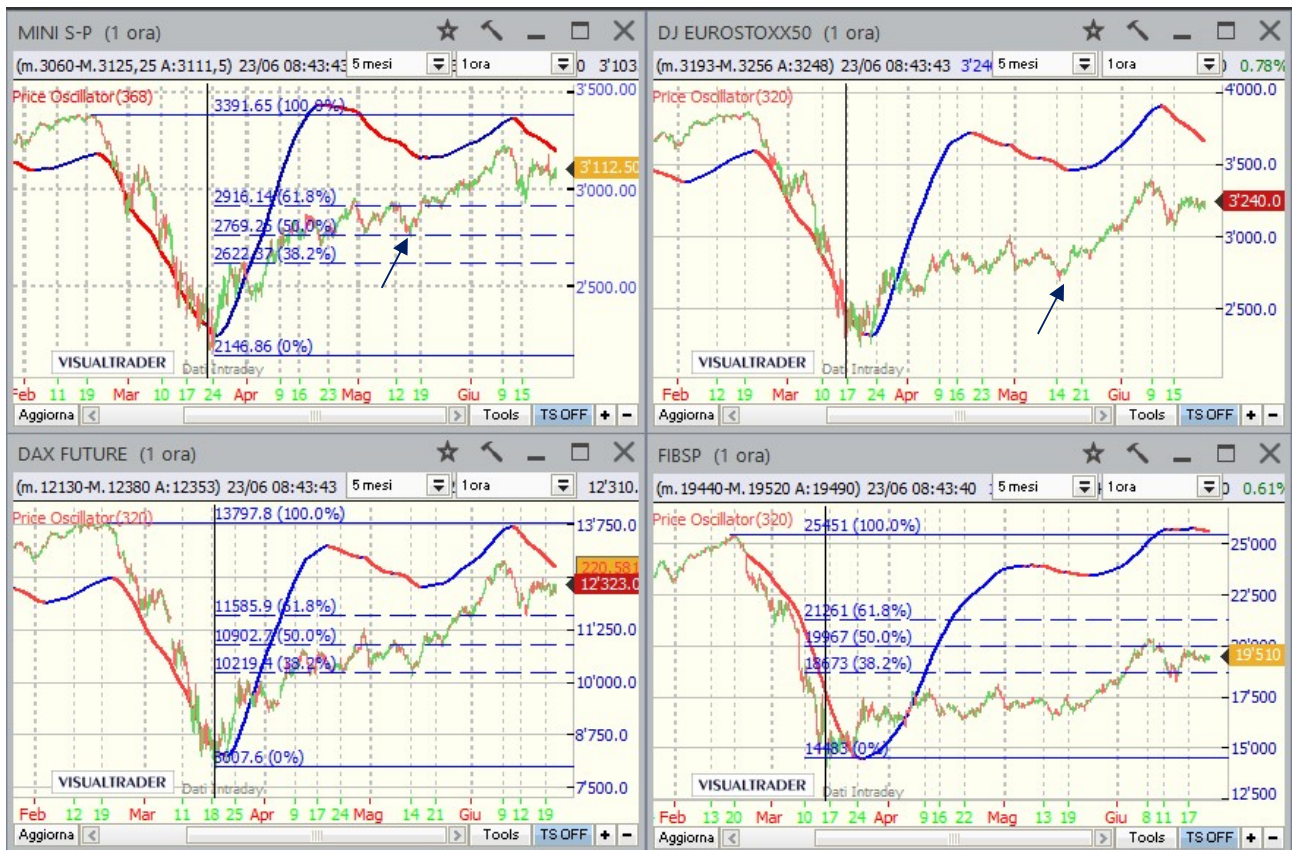 MINI S-P (1 ora)
(m.3060-M.3125,25 A:3111,5) 23/06 08:43:43 5 mesi 1 ora 3'103
Price Oscillator(368)
3391.65 (100.0%)
2916.14 (61.8%)
2769.25 (50.0%)
2622.37 (38.2%)
2146.86 (0%)
3'500.00
3'112.50
3'000.00
2'500.00
VISUALTRADER
Dati Intraday
Feb 11 19 Mar 10 17 24 Apr 9 16 23 Mag 12 19 Giu 9 15
Aggiorna Tools TS OFF + -
DJ EUROSTOXX50 (1 ora)
(m.3193-M.3256 A:3248) 23/06 08:43:43 5 mesi 1 ora 0.78%
Price Oscillator(320)
4'000.0
3'500.0
3'240.0
3'000.0
2'500.0
VISUALTRADER
Dati Intraday
Feb 11 18 Mar 10 17 24 Apr 9 16 23 Mag 14 21 Giu 9 15
Aggiorna Tools TS OFF + -
DAX FUTURE (1 ora)
(m.12130-M.12380 A:12353) 23/06 08:43:43 5 mesi 1 ora 12'310.
Price Oscillator(320)
13797.8 (100.0%)
11585.9 (61.8%)
10902.7 (50.0%)
10219.4 (38.2%)
8007.6 (0%)
13'750.0
220.581
12'323.0
11'250.0
10'000.0
8'750.0
7'500.0
VISUALTRADER
Dati Intraday
Feb 12 19 Mar 11 18 25 Apr 9 17 24 Mag 14 21 Giu 9 12 19
Aggiorna Tools TS OFF + -
FIBSP (1 ora)
(m.19440-M.19520 A:19490) 23/06 08:43:40 5 mesi 1 ora 0.61%
Price Oscillator(320)
25451 (100.0%)
21261 (61.8%)
19967 (50.0%)
18673 (38.2%)
14483 (0%)
25'000
22'500
20'000
19'510
17'500
15'000
12'500
VISUALTRADER
Dati Intraday
Feb 13 20 Mar 10 17 24 Apr 9 16 22 Mag 13 19 Giu 8 11 17
Aggiorna Tools TS OFF + -